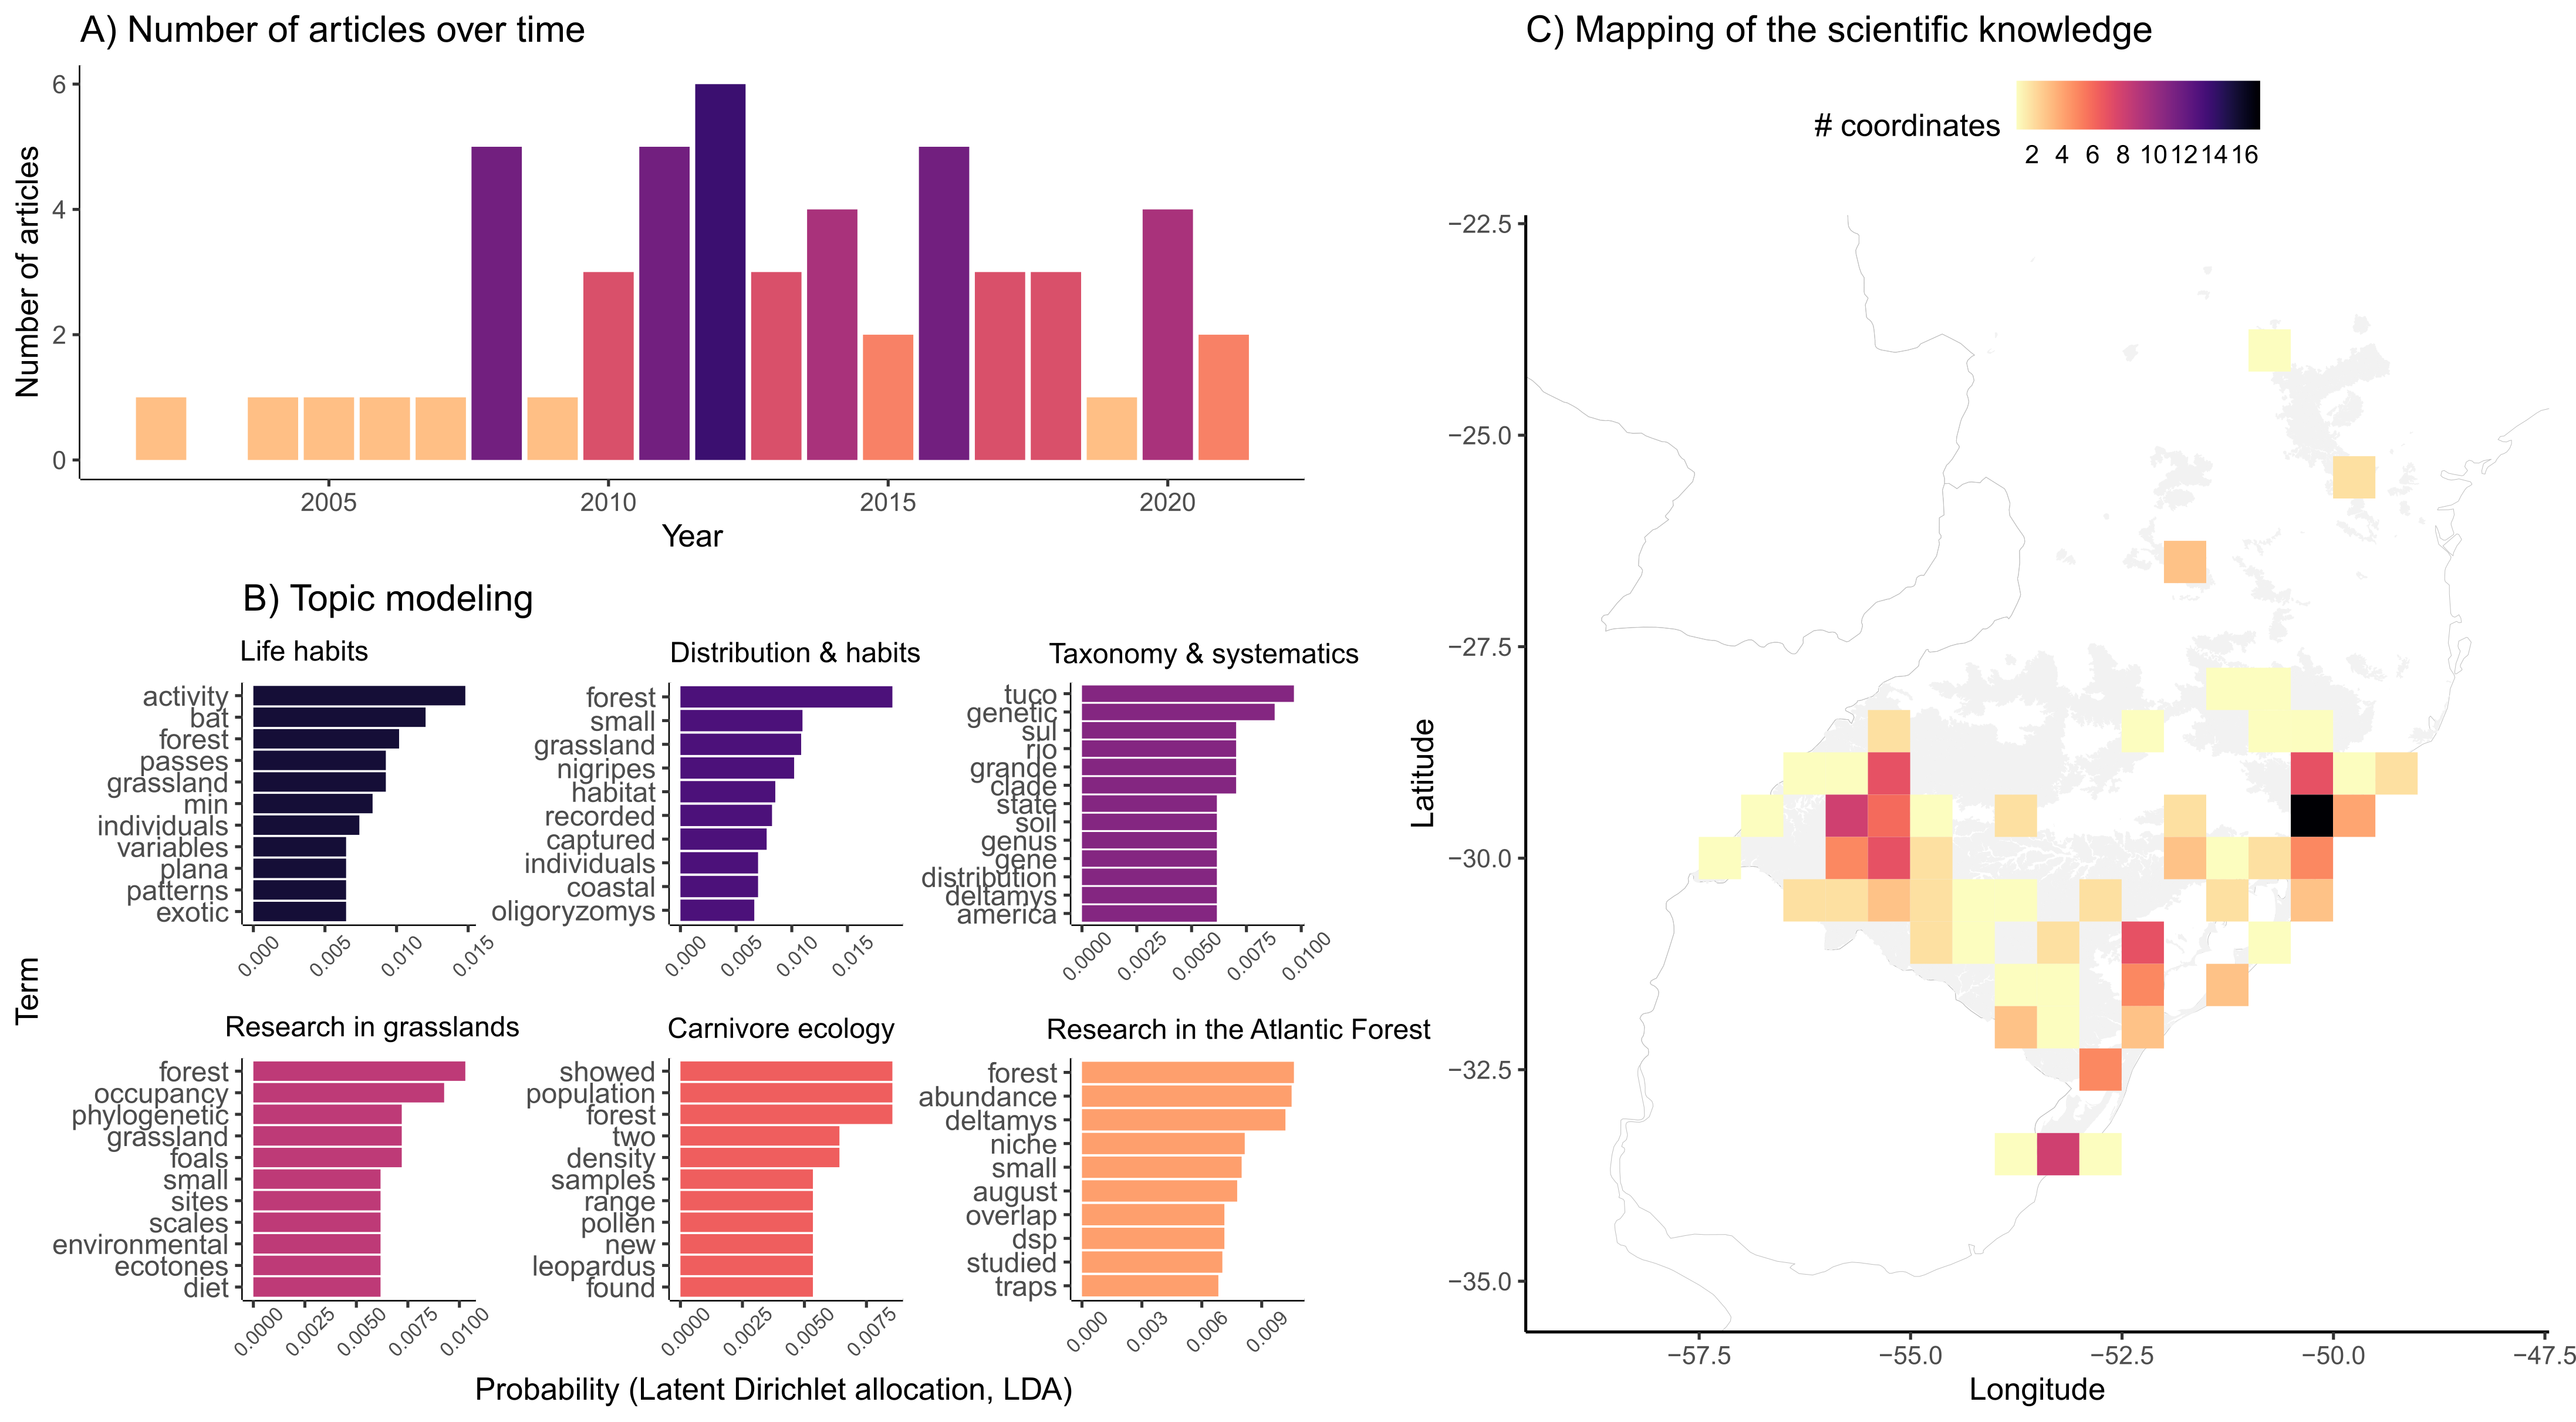 A) Number of articles over time
Number of articles
6
4
2
0
2005 2010 2015 2020
Year
B) Topic modeling
Term
Life habits
activity
bat
forest
passes
grassland
min
individuals
variables
plana
patterns
exotic
0.000 0.005 0.010 0.015
Distribution & habits
forest
small
grassland
nigripes
habitat
recorded
captured
individuals
coastal
oligoryzomys
0.000 0.005 0.010 0.015
Taxonomy & systematics
tuco
genetic
sul
rio
grande
clade
state
soil
genus
gene
distribution
deltamys
america
0.0000 0.0025 0.0050 0.0075 0.0100
Research in grasslands
forest
occupancy
phylogenetic
grassland
foals
small
sites
scales
environmental
ecotones
diet
0.0000 0.0025 0.0050 0.0075 0.0100
Carnivore ecology
showed
population
forest
two
density
samples
range
pollen
new
leopardus
found
0.0000 0.0025 0.0050 0.0075
Research in the Atlantic Forest
forest
abundance
deltamys
niche
small
august
overlap
dsp
studied
traps
0.000 0.003 0.006 0.009
Probability (Latent Dirichlet allocation, LDA)
C) Mapping of the scientific knowledge
# coordinates
2 4 6 8 10 12 14 16
Latitude
−22.5
−25.0
−27.5
−30.0
−32.5
−35.0
−57.5 −55.0 −52.5 −50.0 −47.5
Longitude